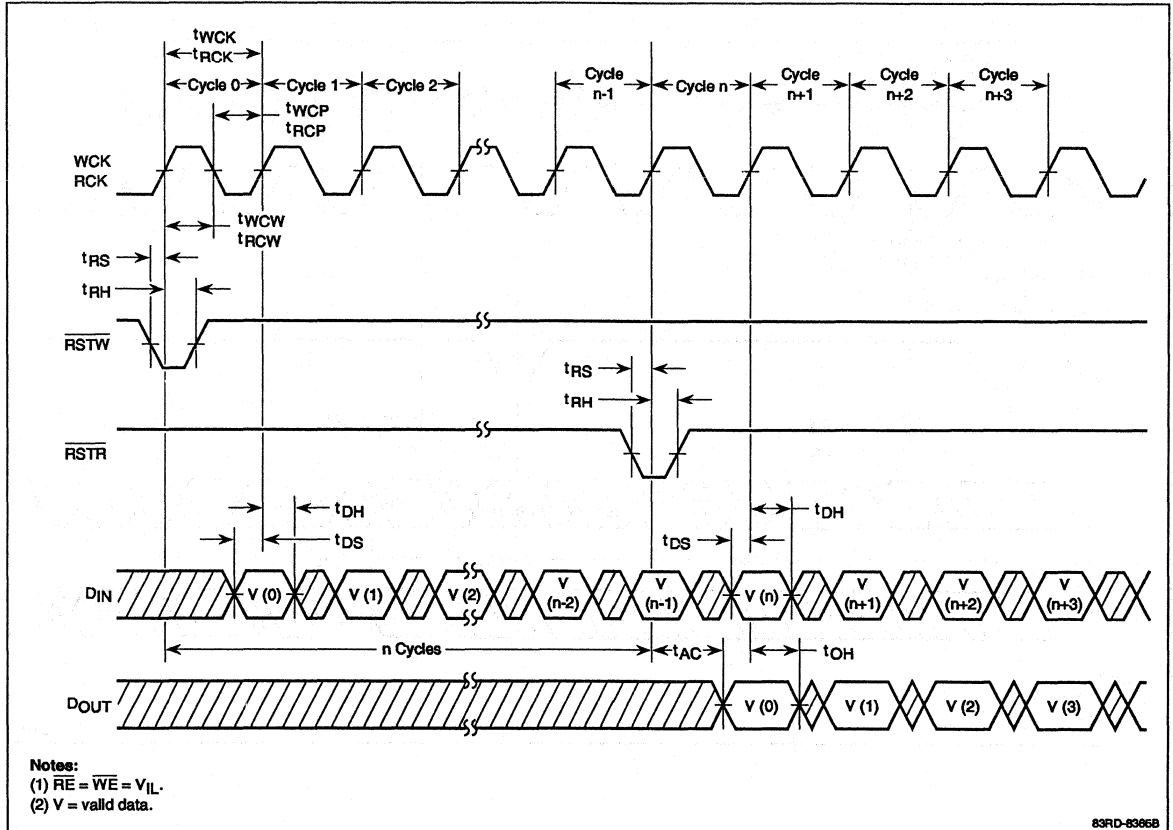 tWCK
tRCK
Cycle 0
Cycle 1
Cycle 2
Cycle
n-1
Cycle n
Cycle
n+1
Cycle
n+2
Cycle
n+3
tWCP
tRCP
WCK
RCK
tWCW
tRCW
tRS
tRH
RSTW
tRS
tRH
RSTR
tDH
tDS
tDH
tDS
DIN
V (0)
V (1)
V (2)
V
(n-2)
V
(n-1)
V (n)
V
(n+1)
V
(n+2)
V
(n+3)
n Cycles
tAC
tOH
DOUT
V (0)
V (1)
V (2)
V (3)
Notes:
(1) RE = WE = VIL.
(2) V = valid data.
83RD-8365B